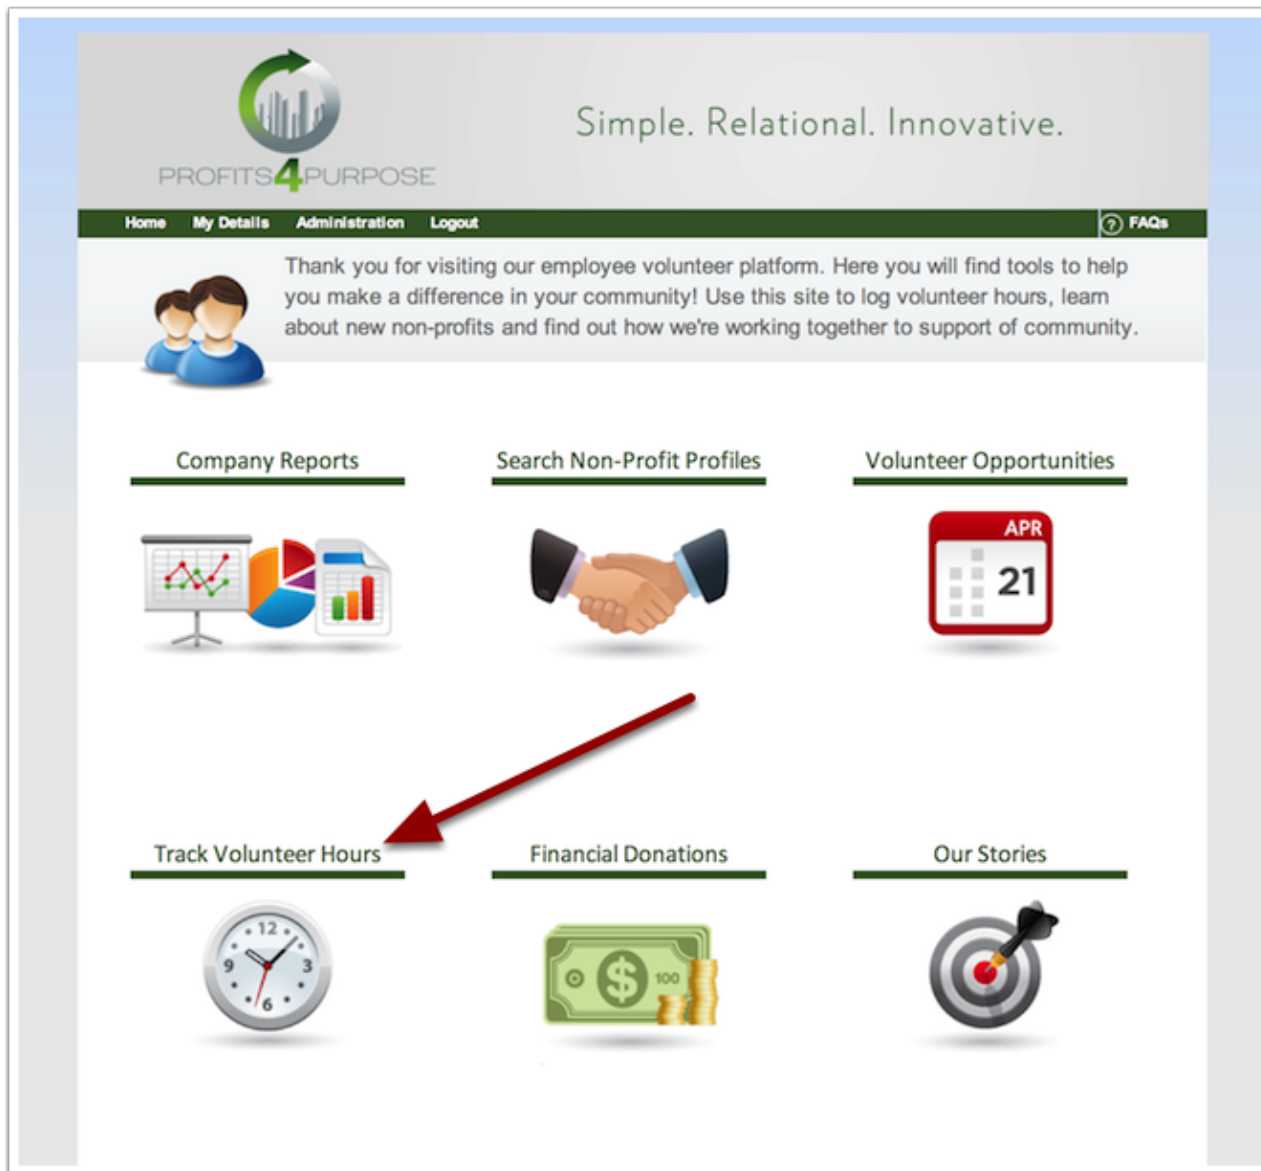 Simple. Relational. Innovative.
PROFITS4PURPOSE
Home My Details Administration Logout FAQs
Thank you for visiting our employee volunteer platform. Here you will find tools to help
you make a difference in your community! Use this site to log volunteer hours, learn
about new non-profits and find out how we're working together to support of community.
Company Reports Search Non-Profit Profiles Volunteer Opportunities
APR
21
Track Volunteer Hours Financial Donations Our Stories
12
9 3
6
$ 100